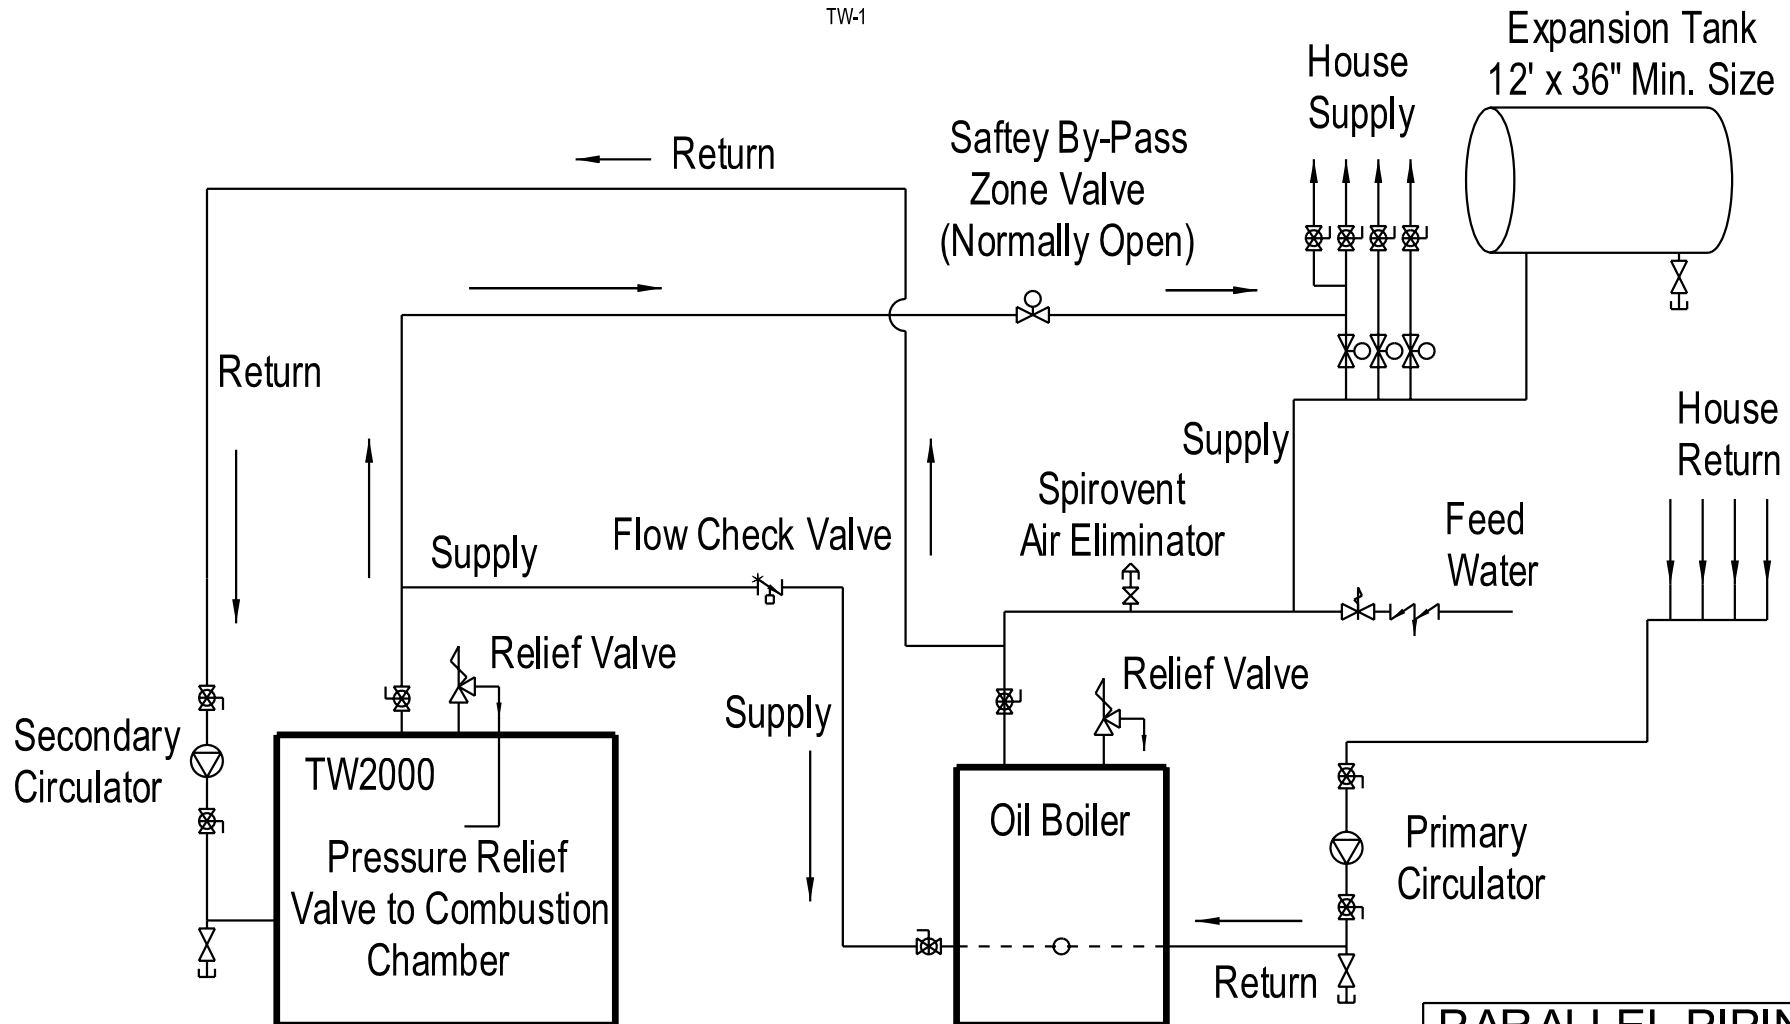 TW-1
Expansion Tank
12' x 36" Min. Size
House
Supply
Saftey By-Pass
Zone Valve
(Normally Open)
Return
Return
Supply
House
Return
Spirovent
Air Eliminator
Feed
Water
Flow Check Valve
Supply
Relief Valve
Relief Valve
Supply
Secondary
Circulator
TW2000
Pressure Relief
Valve to Combustion
Chamber
Oil Boiler
Primary
Circulator
Return
PARALLEL PIPIN